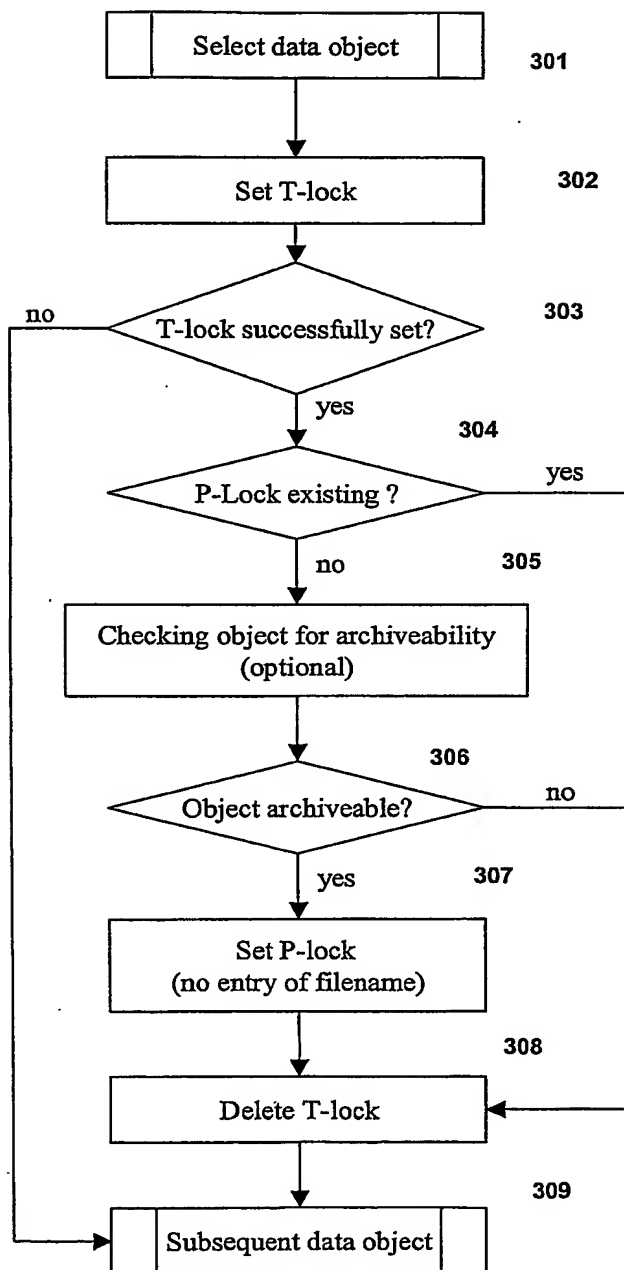 Select data object
301
Set T-lock
302
T-lock successfully set?
303
no
yes
304
P-Lock existing ?
yes
no
305
Checking object for archiveability
(optional)
306
Object archiveable?
no
yes
307
Set P-lock
(no entry of filename)
308
Delete T-lock
309
Subsequent data object